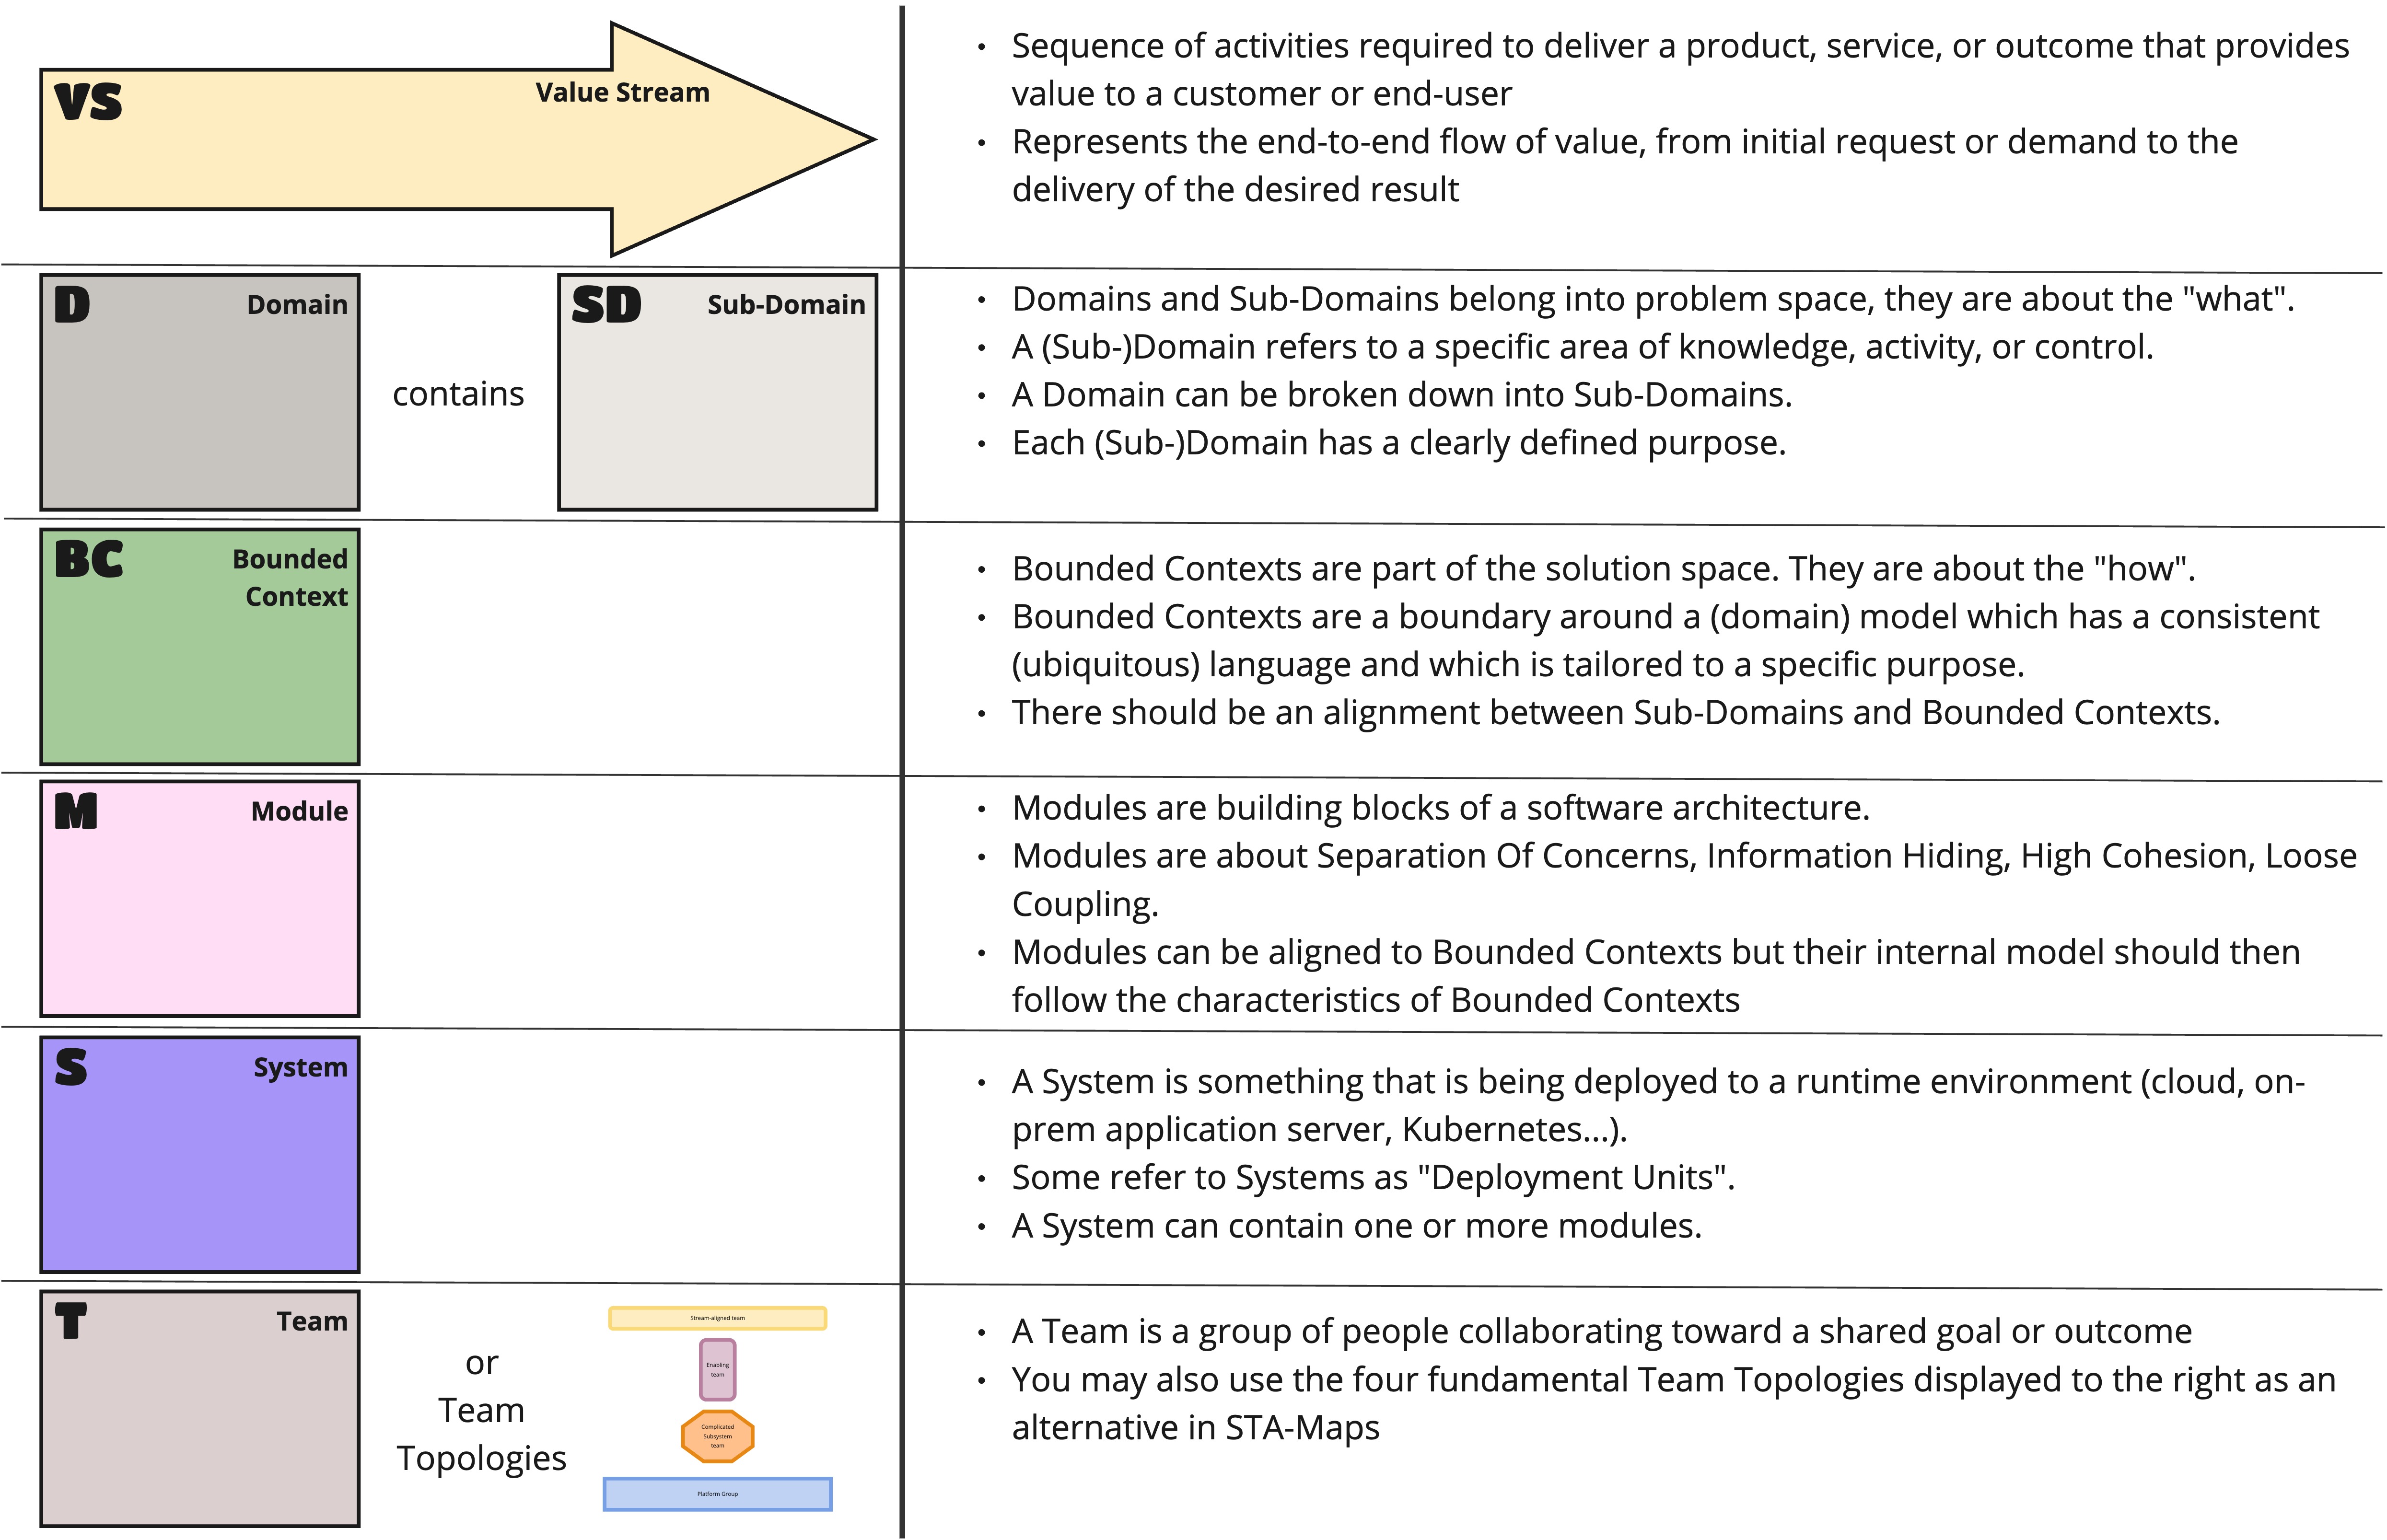 VS
Value Stream
• Sequence of activities required to deliver a product, service, or outcome that provides
value to a customer or end-user
• Represents the end-to-end flow of value, from initial request or demand to the
delivery of the desired result
D
Domain
contains
SD
Sub-Domain
• Domains and Sub-Domains belong into problem space, they are about the "what".
• A (Sub-)Domain refers to a specific area of knowledge, activity, or control.
• A Domain can be broken down into Sub-Domains.
• Each (Sub-)Domain has a clearly defined purpose.
BC
Bounded
Context
• Bounded Contexts are part of the solution space. They are about the "how".
• Bounded Contexts are a boundary around a (domain) model which has a consistent
(ubiquitous) language and which is tailored to a specific purpose.
• There should be an alignment between Sub-Domains and Bounded Contexts.
M
Module
• Modules are building blocks of a software architecture.
• Modules are about Separation Of Concerns, Information Hiding, High Cohesion, Loose
Coupling.
• Modules can be aligned to Bounded Contexts but their internal model should then
follow the characteristics of Bounded Contexts
S
System
• A System is something that is being deployed to a runtime environment (cloud, on-
prem application server, Kubernetes...).
• Some refer to Systems as "Deployment Units".
• A System can contain one or more modules.
T
Team
or
Team
Topologies
Stream-aligned team
Enabling
team
Complicated
Subsystem
team
Platform Group
• A Team is a group of people collaborating toward a shared goal or outcome
• You may also use the four fundamental Team Topologies displayed to the right as an
alternative in STA-Maps